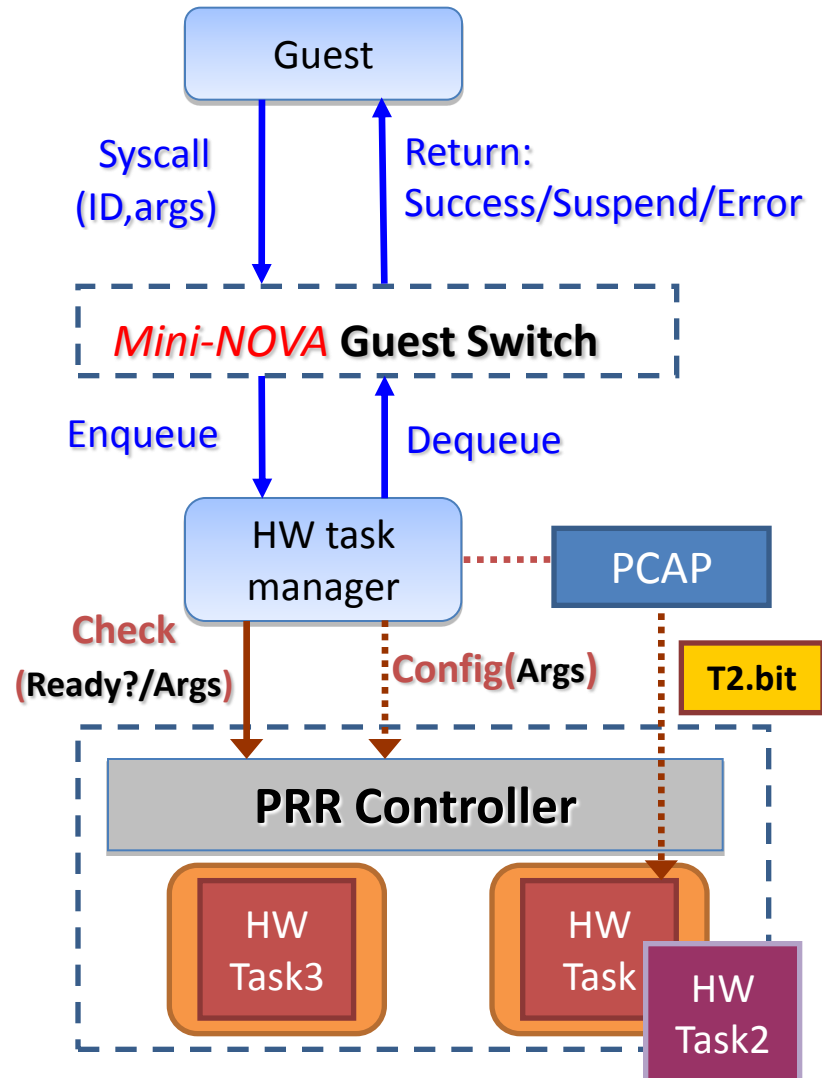 Guest
Syscall
(ID,args)
Return:
Success/Suspend/Error
Mini-NOVA Guest Switch
Enqueue
Dequeue
HW task
manager
PCAP
Check
(Ready?/Args)
Config(Args)
T2.bit
PRR Controller
HW
Task3
HW
Task
HW
Task2